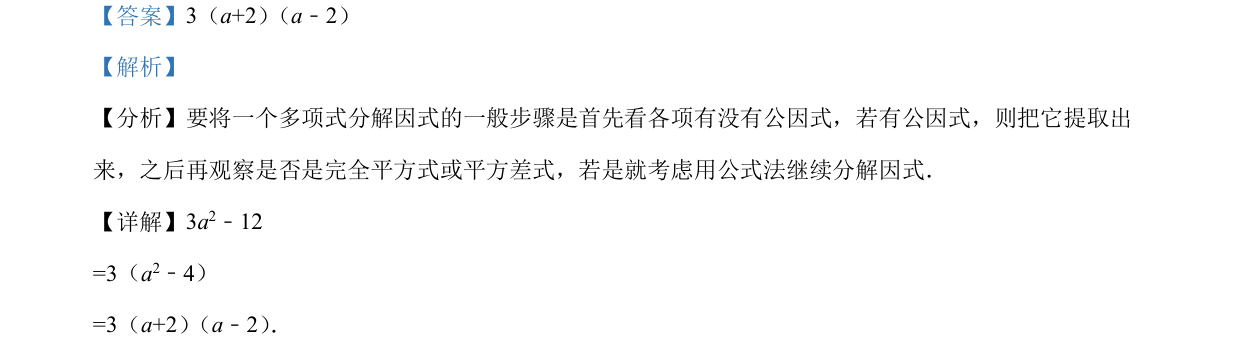 【答案】3（a+2）（a﹣2）
【解析】
【分析】要将一个多项式分解因式的一般步骤是首先看各项有没有公因式，若有公因式，则把它提取出
来，之后再观察是否是完全平方式或平方差式，若是就考虑用公式法继续分解因式．
【详解】3a²﹣12
=3（a²﹣4）
=3（a+2）（a﹣2）．